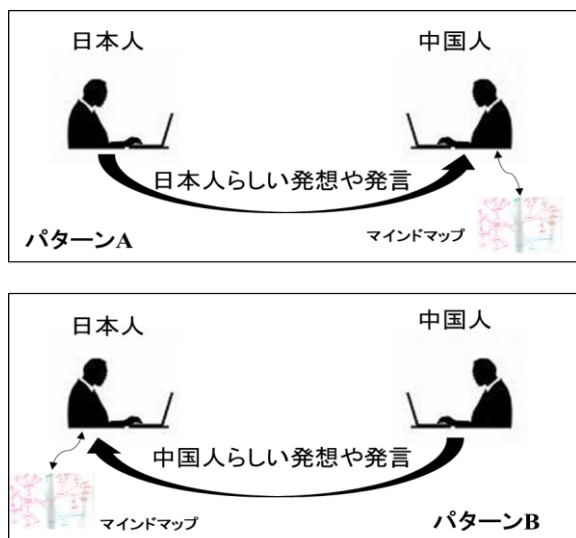 日本人
中国人
日本人らしい発想や発言
マインドマップ
パターンA
日本人
中国人
中国人らしい発想や発言
マインドマップ
パターンB